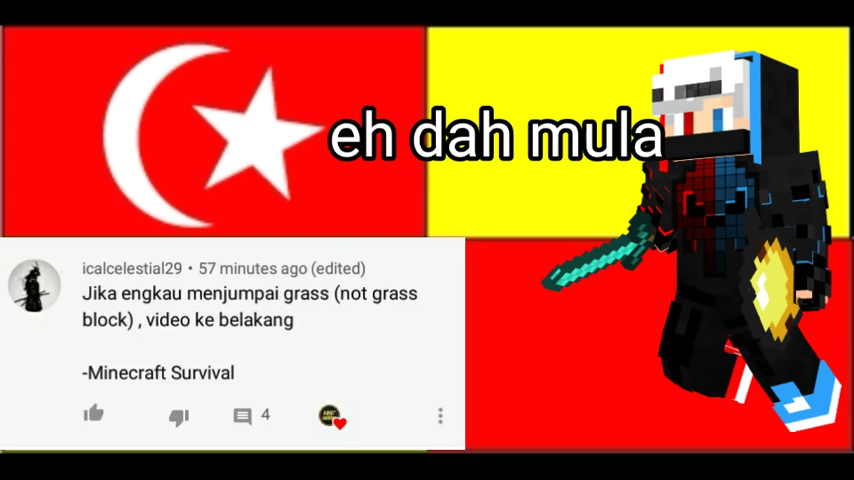 eh dah mula
icalcelestial29 • 57 minutes ago (edited)
Jika engkau menjumpai grass (not grass
block) , video ke belakang
-Minecraft Survival
4